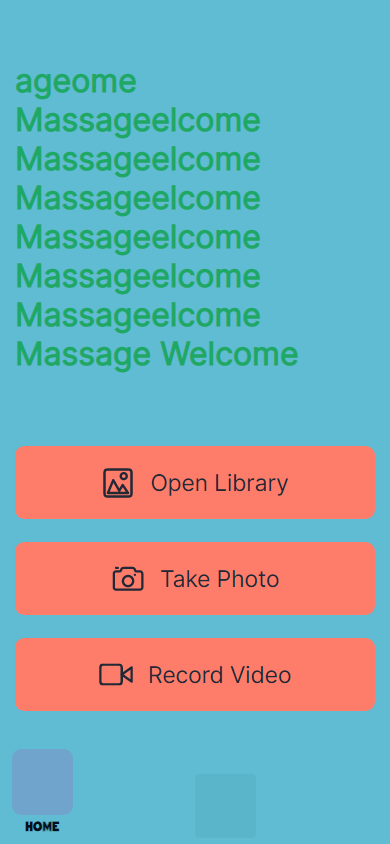 ageome
Massageelcome
Massageelcome
Massageelcome
Massageelcome
Massageelcome
Massageelcome
Massage Welcome
Open Library
Take Photo
Record Video
HOME